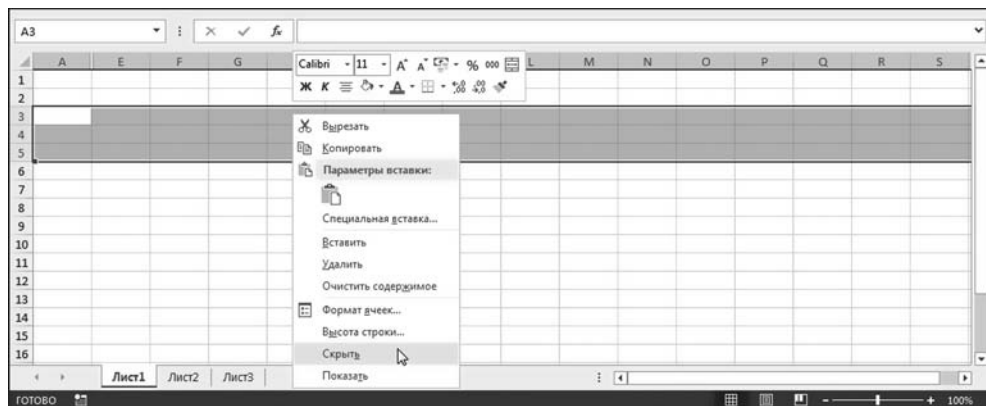 A3
fx
Calibri 11 A A % 000
Ж К А ,00 ,0
A E F G L M N O P Q R S
1
2
3
4
5
6
7
8
9
10
11
12
13
14
15
16
Вырезать
Копировать
Параметры вставки:
Специальная вставка...
Вставить
Удалить
Очистить содержимое
Формат ячеек...
Высота строки...
Скрыть
Показать
Лист1 Лист2 Лист3
ГОТОВО 100%